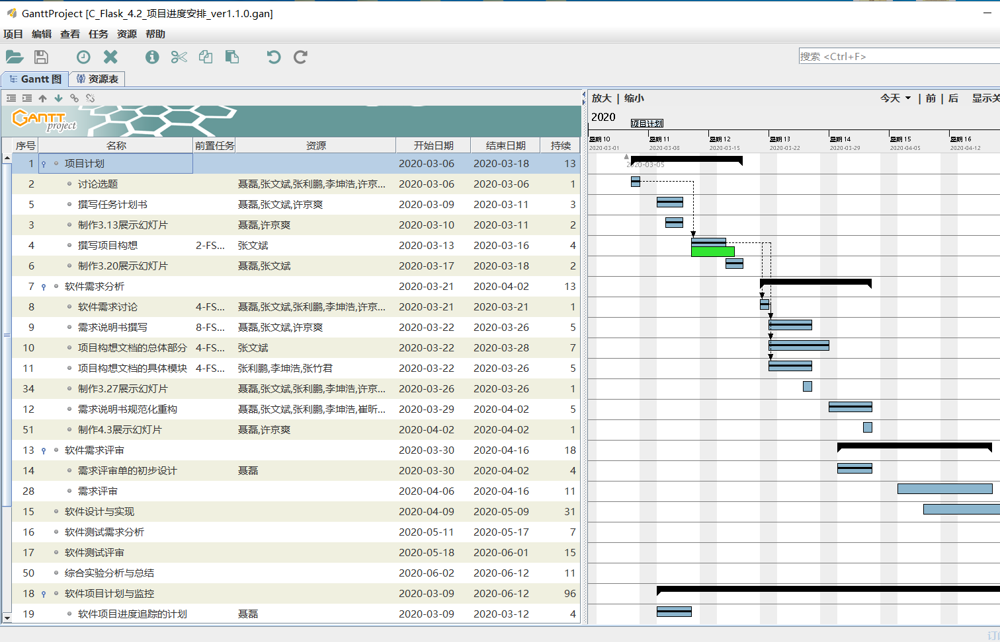 GanttProject [C_Flask_4.2_项目进度安排_ver1.1.0.gan]
项目 编辑 查看 任务 资源 帮助
搜索 <Ctrl+F>
Gantt 图 资源表
放大 | 缩小 今天 | 前 | 后 显示关
GANTT project
2020
项目计划
星期 10 星期 11 星期 12 星期 13 星期 14 星期 15 星期 16
2020-03-01 2020-03-08 2020-03-15 2020-03-22 2020-03-29 2020-04-05 2020-04-12
2020-03-05
序号 名称 前置任务 资源 开始日期 结束日期 持续
1 项目计划 2020-03-06 2020-03-18 13
2 讨论选题 聂磊,张文斌,张利鹏,李坤浩,许京... 2020-03-06 2020-03-06 1
5 撰写任务计划书 聂磊,张文斌,许京爽 2020-03-09 2020-03-11 3
3 制作3.13展示幻灯片 聂磊,许京爽 2020-03-10 2020-03-11 2
4 撰写项目构想 2-FS... 张文斌 2020-03-13 2020-03-16 4
6 制作3.20展示幻灯片 聂磊,张文斌 2020-03-17 2020-03-18 2
7 软件需求分析 2020-03-21 2020-04-02 13
8 软件需求讨论 4-FS... 聂磊,张文斌,张利鹏,李坤浩,许京... 2020-03-21 2020-03-21 1
9 需求说明书撰写 8-FS... 聂磊,张文斌,许京爽 2020-03-22 2020-03-26 5
10 项目构想文档的总体部分 4-FS... 张文斌 2020-03-22 2020-03-28 7
11 项目构想文档的具体模块 4-FS... 张利鹏,李坤浩,张竹君 2020-03-22 2020-03-26 5
34 制作3.27展示幻灯片 聂磊,张文斌,张利鹏,李坤浩,许京... 2020-03-26 2020-03-26 1
12 需求说明书规范化重构 聂磊,张文斌,张利鹏,李坤浩,崔昕... 2020-03-29 2020-04-02 5
51 制作4.3展示幻灯片 聂磊,许京爽 2020-04-02 2020-04-02 1
13 软件需求评审 2020-03-30 2020-04-16 18
14 需求评审单的初步设计 聂磊 2020-03-30 2020-04-02 4
28 需求评审 2020-04-06 2020-04-16 11
15 软件设计与实现 2020-04-09 2020-05-09 31
16 软件测试需求分析 2020-05-11 2020-05-17 7
17 软件测试评审 2020-05-18 2020-06-01 15
50 综合实验分析与总结 2020-06-02 2020-06-12 11
18 软件项目计划与监控 2020-03-09 2020-06-12 96
19 软件项目进度追踪的计划 聂磊 2020-03-09 2020-03-12 4